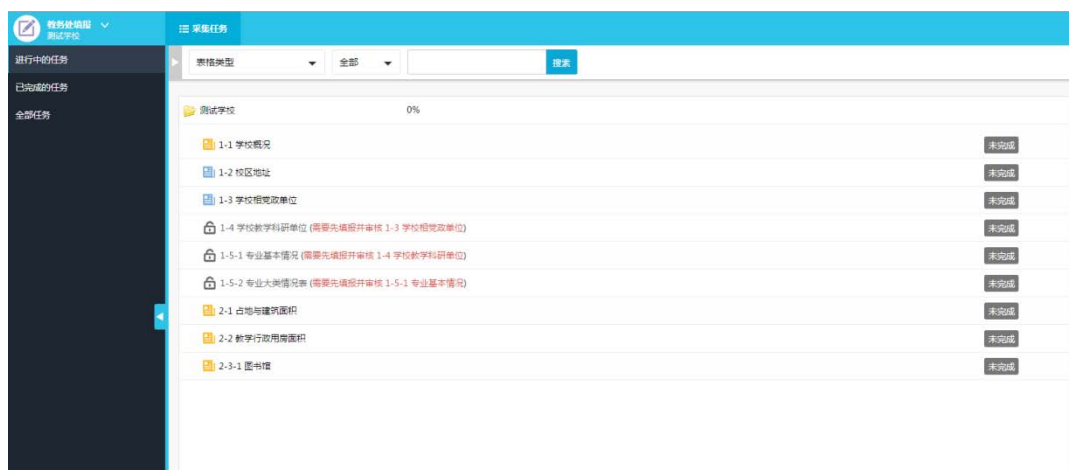 教务处填报
测试学校
采集任务
进行中的任务
已完成的任务
全部任务
表格类型
全部
搜索
测试学校 0%
1-1 学校概况 未完成
1-2 校区地址 未完成
1-3 学校相党政单位 未完成
1-4 学校教学科研单位 (需要先填报并审核 1-3 学校相党政单位) 未完成
1-5-1 专业基本情况 (需要先填报并审核 1-4 学校教学科研单位) 未完成
1-5-2 专业大类情况表 (需要先填报并审核 1-5-1 专业基本情况) 未完成
2-1 占地与建筑面积 未完成
2-2 教学行政用房面积 未完成
2-3-1 图书馆 未完成